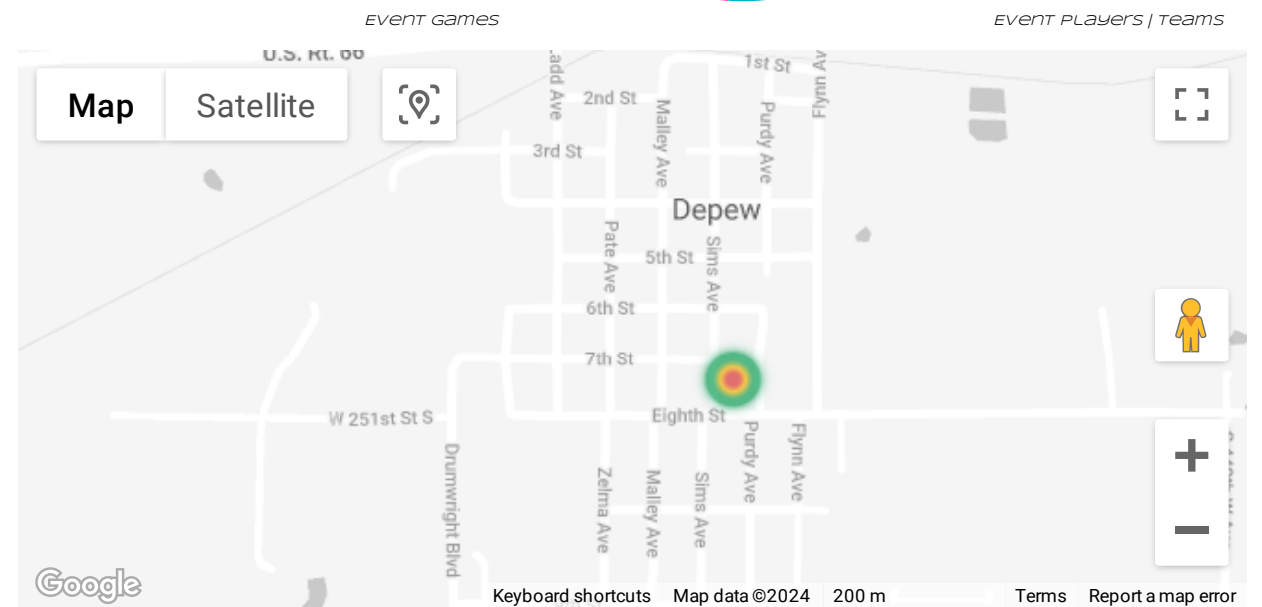 Event Games
Event Players | Teams
U.S. Rt. 66
Map
Satellite
Ladd Ave
1st St
Flynn Av
2nd St
Malley Ave
Purdy Ave
3rd St
Depew
Pate Ave
Sims Ave
5th St
6th St
7th St
W 251st St S
Eighth St
Drumwright Blvd
Zelma Ave
Malley Ave
Sims Ave
Purdy Ave
Flynn Ave
Google
Keyboard shortcuts
Map data ©2024
200 m
Terms
Report a map error